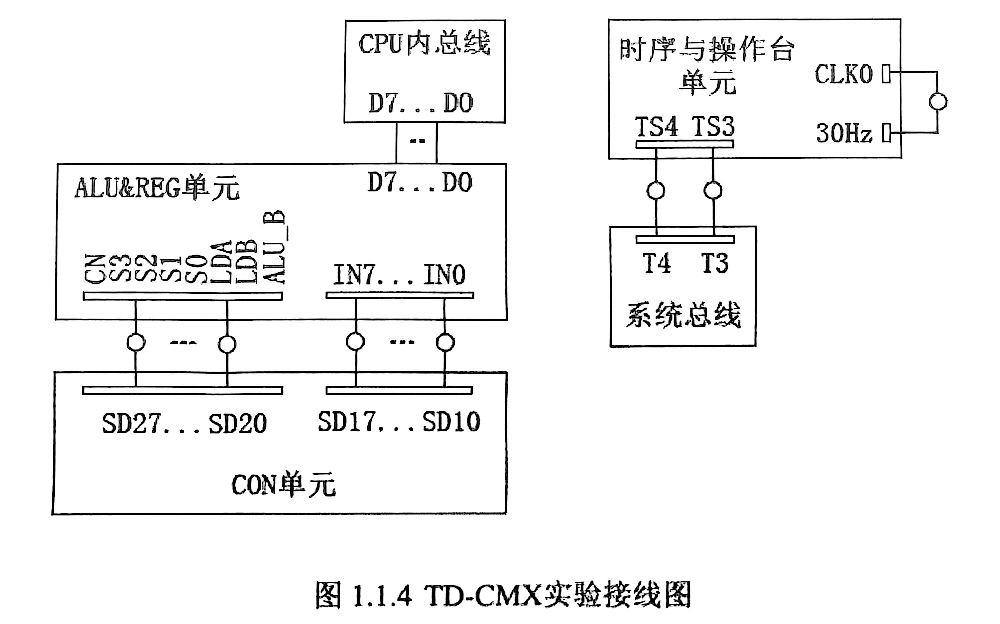 CPU内总线
D7...D0
时序与操作台
单元
CLK0
TS4 TS3
30Hz
ALU&REG单元
D7...D0
CN
S3
S2
S1
S0
LDA
LDB
ALU_B
IN7...IN0
T4 T3
系统总线
SD27...SD20
SD17...SD10
CON单元
图 1.1.4 TD-CMX实验接线图